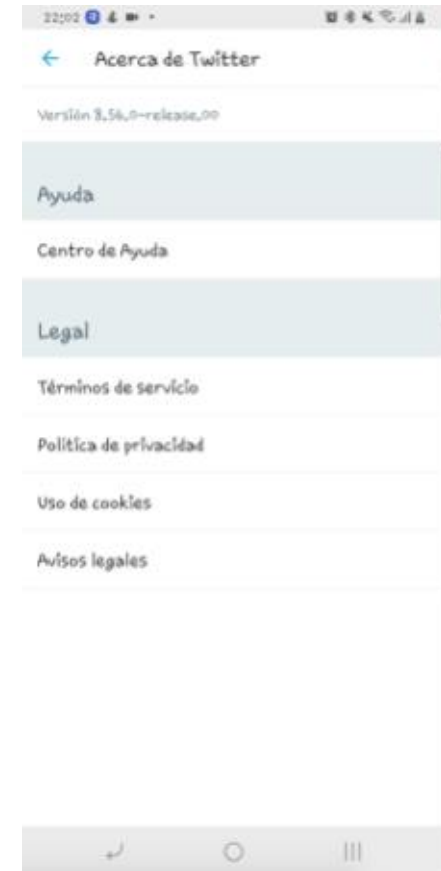 22:02
Acerca de Twitter
Versión 8.56.0-release.00
Ayuda
Centro de Ayuda
Legal
Términos de servicio
Política de privacidad
Uso de cookies
Avisos legales